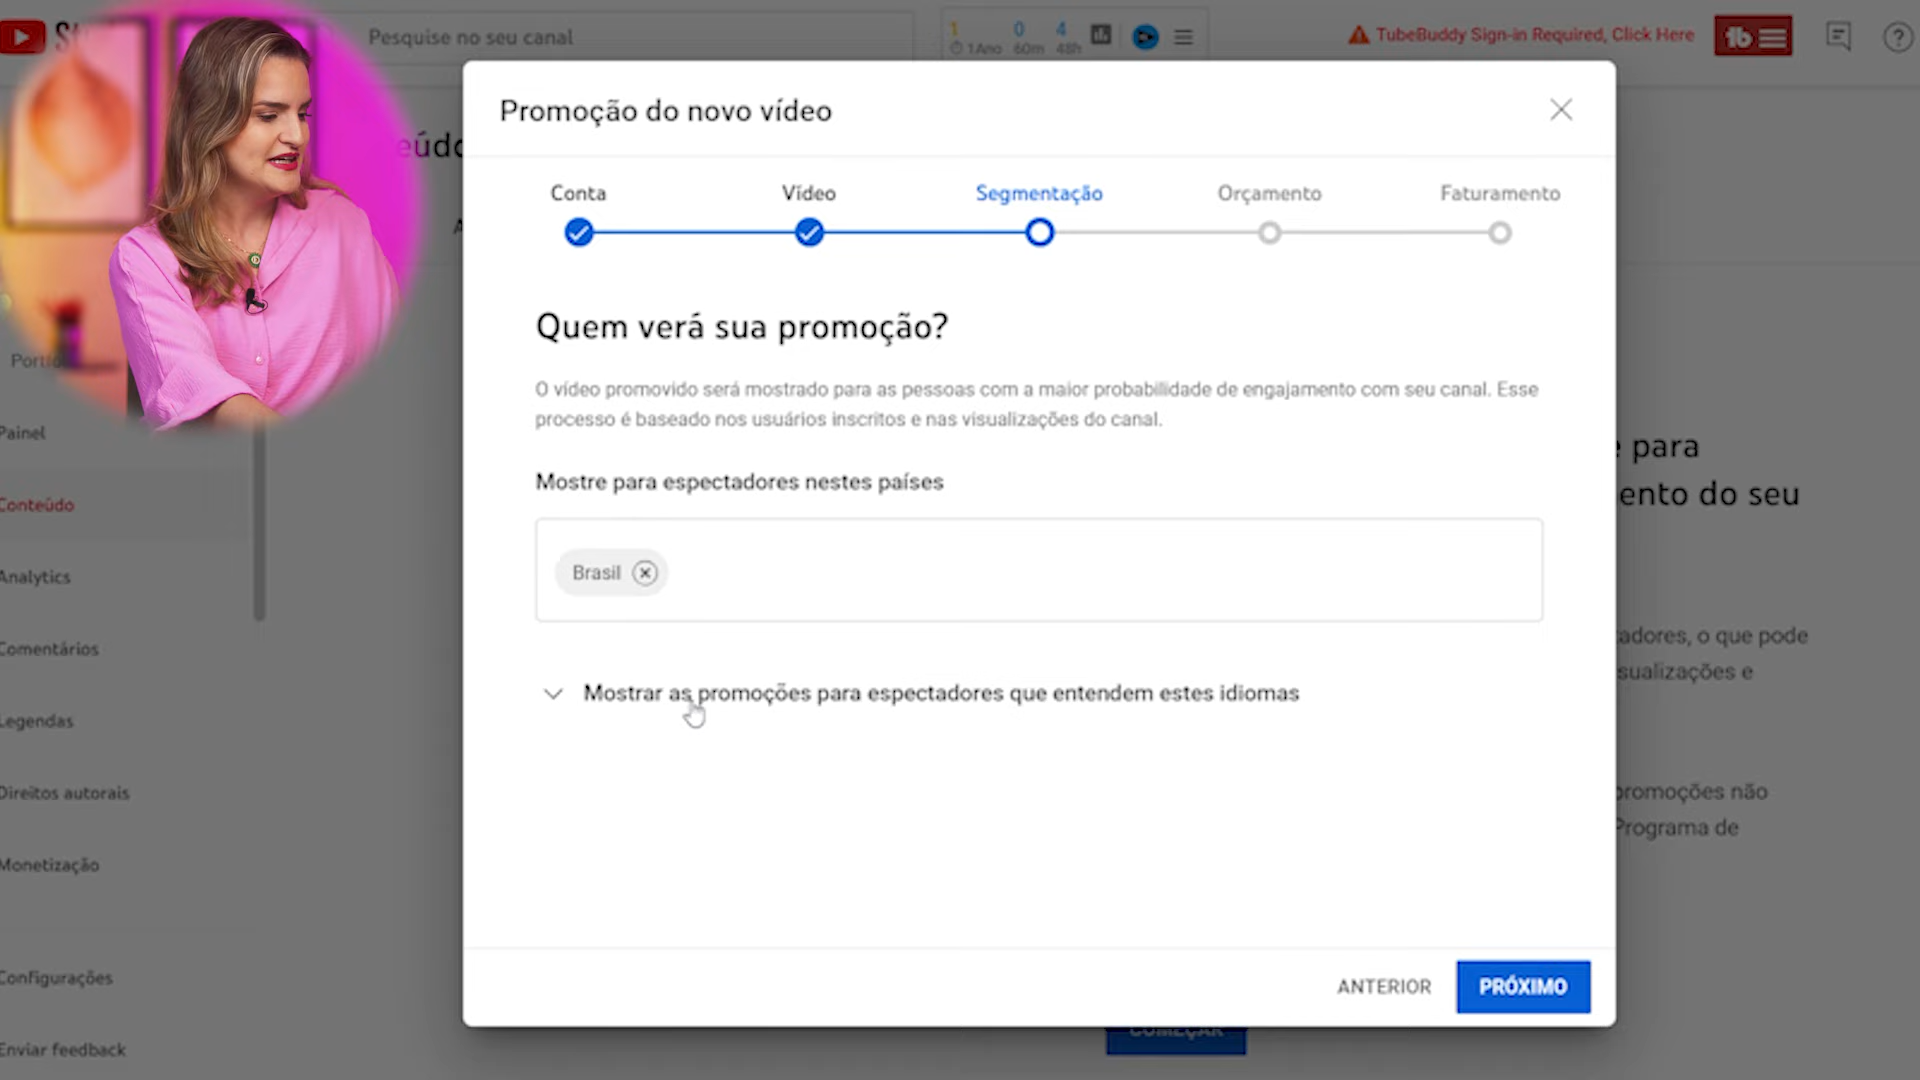 Pesquise no seu canal
1 0 4
1Ano 60m 48h
TubeBuddy Sign-in Required, Click Here
Promoção do novo vídeo
Conta
Vídeo
Segmentação
Orçamento
Faturamento
Quem verá sua promoção?
O vídeo promovido será mostrado para as pessoas com a maior probabilidade de engajamento com seu canal. Esse
processo é baseado nos usuários inscritos e nas visualizações do canal.
Mostre para espectadores nestes países
Brasil
Mostrar as promoções para espectadores que entendem estes idiomas
ANTERIOR
PRÓXIMO
Painel
Conteúdo
Analytics
Comentários
Legendas
Direitos autorais
Monetização
Configurações
Enviar feedback
para
ento do seu
adores, o que pode
sualizações e
promoções não
Programa de
COMEÇAR